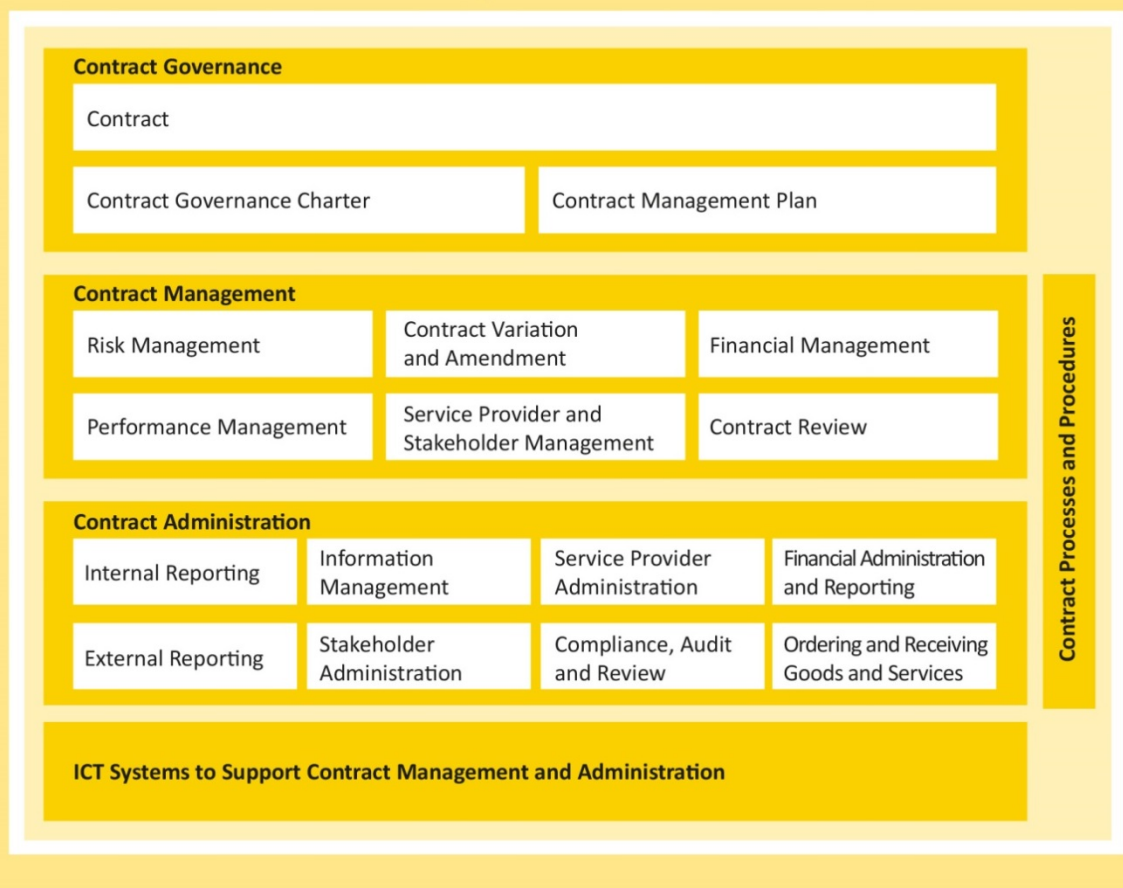 Contract Governance
Contract
Contract Governance Charter
Contract Management Plan
Contract Management
Risk Management
Contract Variation
and Amendment
Financial Management
Performance Management
Service Provider and
Stakeholder Management
Contract Review
Contract Administration
Internal Reporting
Information
Management
Service Provider
Administration
Financial Administration
and Reporting
External Reporting
Stakeholder
Administration
Compliance, Audit
and Review
Ordering and Receiving
Goods and Services
ICT Systems to Support Contract Management and Administration
Contract Processes and Procedures